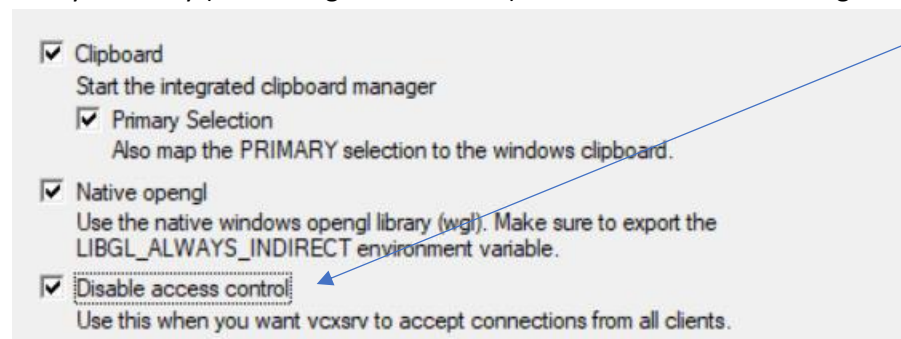 Clipboard
Start the integrated clipboard manager
Primary Selection
Also map the PRIMARY selection to the windows clipboard.
Native opengl
Use the native windows opengl library (wgl). Make sure to export the
LIBGL_ALWAYS_INDIRECT environment variable.
Disable access control
Use this when you want vcxsrv to accept connections from all clients.